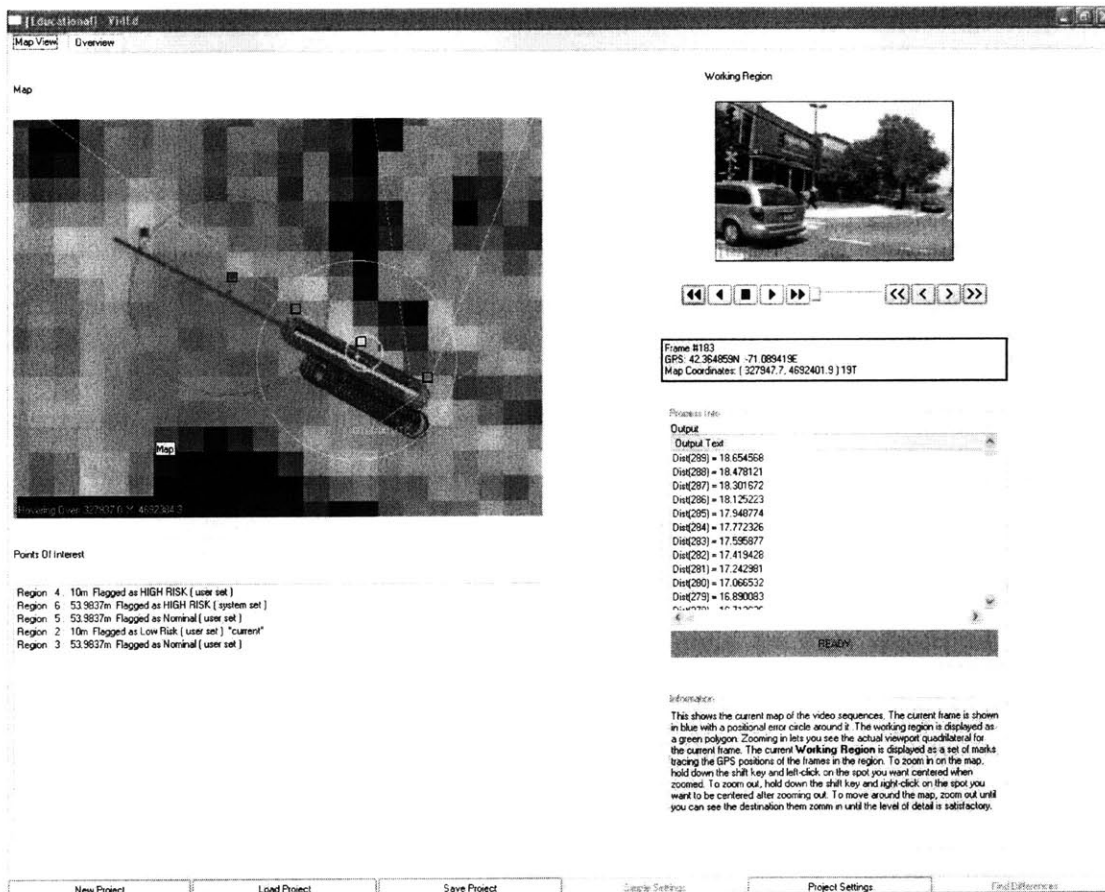 [Educational] VidEd
Map View Overview
Working Region
Map
Map
Hovering Over: 327937.0 Y: 4692384.3
Frame #183
GPS: 42.364859N -71.089419E
Map Coordinates: ( 327947.7, 4692401.9 ) 19T
Process Info
Output
Output Text
Dist(289) = 18.654568
Dist(288) = 18.478121
Dist(287) = 18.301672
Dist(286) = 18.125223
Dist(285) = 17.948774
Dist(284) = 17.772326
Dist(283) = 17.595877
Dist(282) = 17.419428
Dist(281) = 17.242981
Dist(280) = 17.066532
Dist(279) = 16.890083
READY
Points Of Interest
Region 4 : 10m Flagged as HIGH RISK ( user set )
Region 6 : 53.9837m Flagged as HIGH RISK ( system set )
Region 5 : 53.9837m Flagged as Nominal ( user set )
Region 2 : 10m Flagged as Low Risk ( user set ) "current"
Region 3 : 53.9837m Flagged as Nominal ( user set )
Information
This shows the current map of the video sequences. The current frame is shown
in blue with a positional error circle around it. The working region is displayed as
a green polygon. Zooming in lets you see the actual viewport quadrilateral for
the current frame. The current Working Region is displayed as a set of marks
tracing the GPS positions of the frames in the region. To zoom in on the map,
hold down the shift key and left-click on the spot you want centered when
zoomed. To zoom out, hold down the shift key and right-click on the spot you
want to be centered after zooming out. To move around the map, zoom out until
you can see the destination them zomm in until the level of detail is satisfactory.
New Project Load Project Save Project Sample Settings Project Settings Find Differences